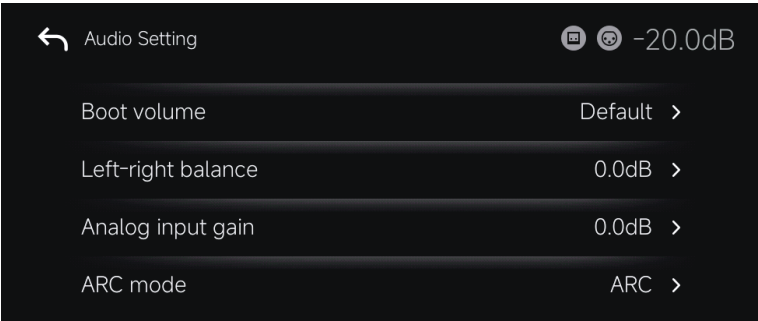 Audio Setting -20.0dB
Boot volume Default
Left-right balance 0.0dB
Analog input gain 0.0dB
ARC mode ARC